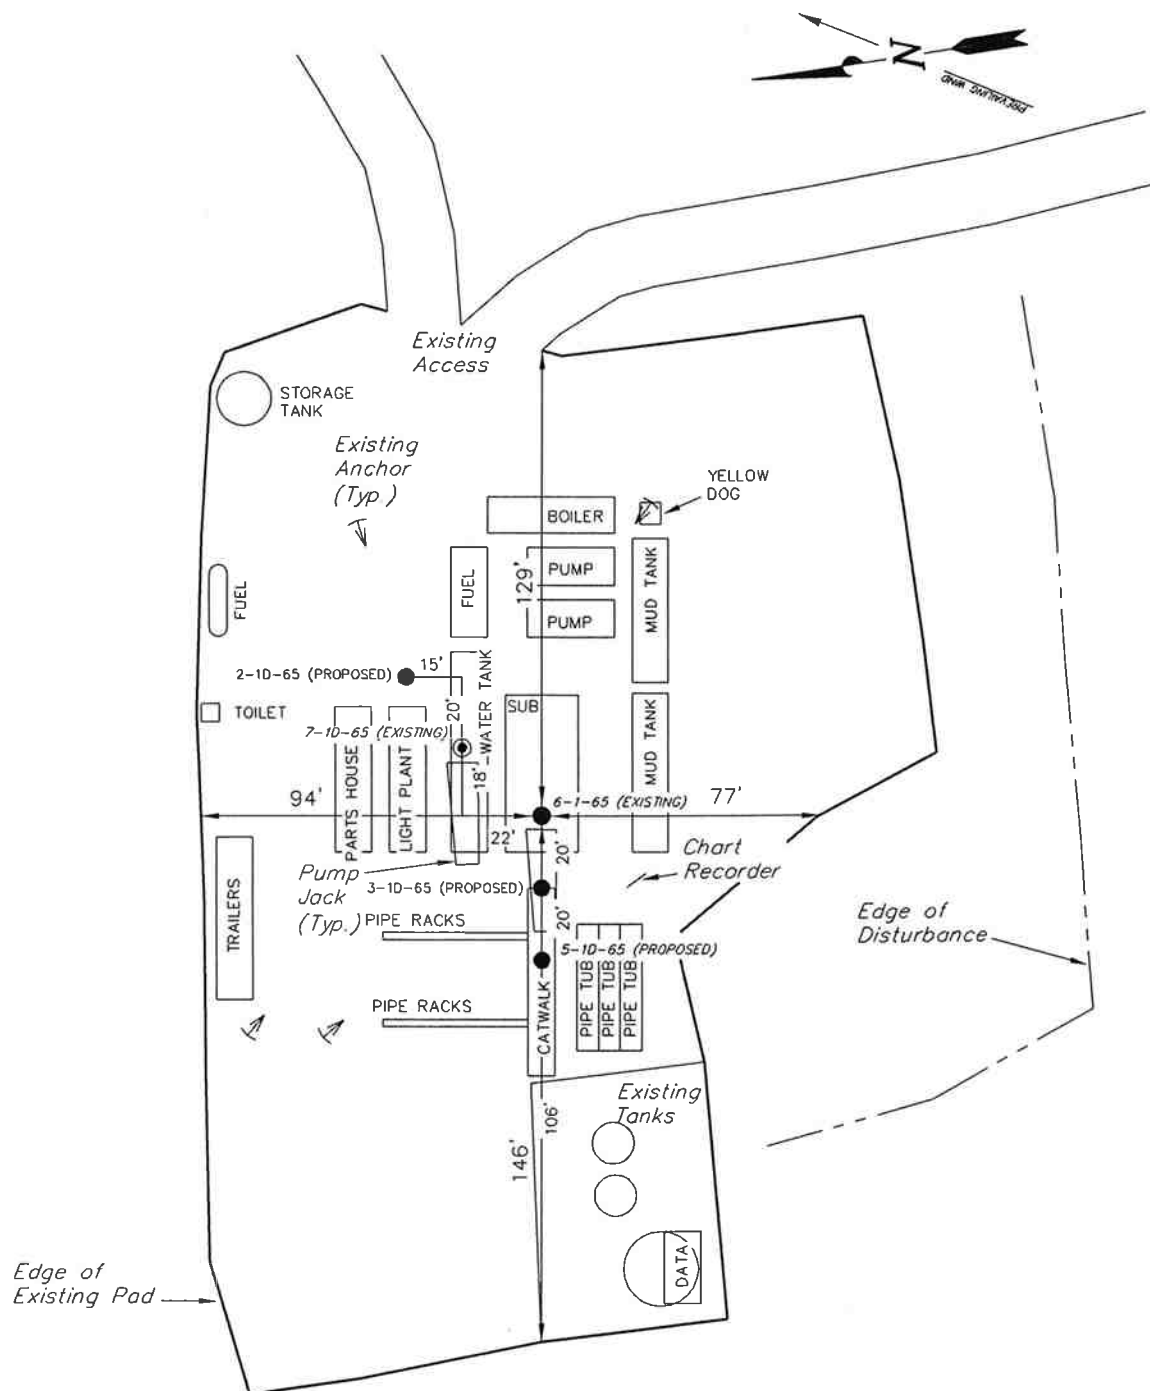 N
PREVAILING WIND
Existing
Access
STORAGE
TANK
Existing
Anchor
(Typ.)
YELLOW
DOG
BOILER
129'
PUMP
PUMP
FUEL
FUEL
MUD TANK
MUD TANK
2-1D-65 (PROPOSED)
15'
20'
WATER TANK
SUB
TOILET
7-1D-65 (EXISTING)
18'
PARTS HOUSE
LIGHT PLANT
94'
6-1-65 (EXISTING)
77'
22'
20'
Chart
Recorder
Pump
Jack
(Typ.)
3-1D-65 (PROPOSED)
20'
TRAILERS
PIPE RACKS
5-1D-65 (PROPOSED)
Edge of
Disturbance
PIPE RACKS
CATWALK
PIPE TUB
PIPE TUB
PIPE TUB
Existing
Tanks
106'
146'
DATA
Edge of
Existing Pad